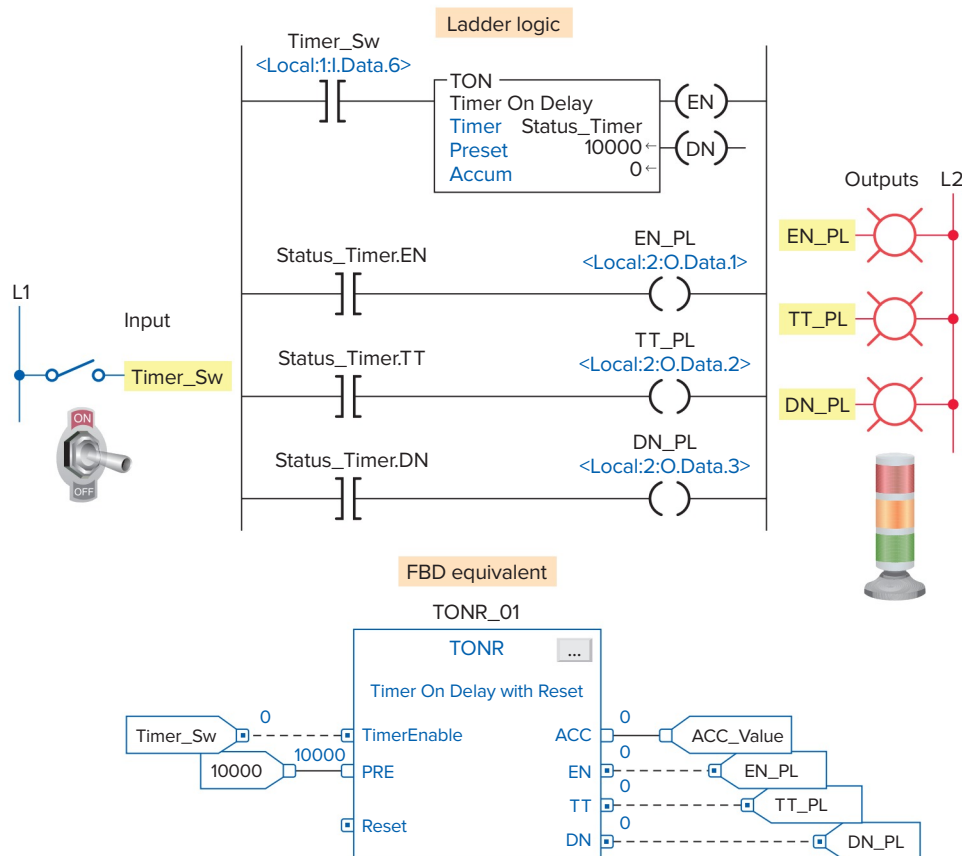 Ladder logic
Timer_Sw
<Local:1:I.Data.6>
TON
Timer On Delay
Timer Status_Timer
Preset 10000←
Accum 0←
EN
DN
Outputs L2
EN_PL
TT_PL
DN_PL
Status_Timer.EN
EN_PL
<Local:2:O.Data.1>
L1
Input
Timer_Sw
ON
OFF
Status_Timer.TT
TT_PL
<Local:2:O.Data.2>
Status_Timer.DN
DN_PL
<Local:2:O.Data.3>
FBD equivalent
TONR_01
TONR ...
Timer On Delay with Reset
Timer_Sw 0 TimerEnable ACC 0 ACC_Value
10000 10000 PRE EN 0 EN_PL
TT 0 TT_PL
Reset DN 0 DN_PL